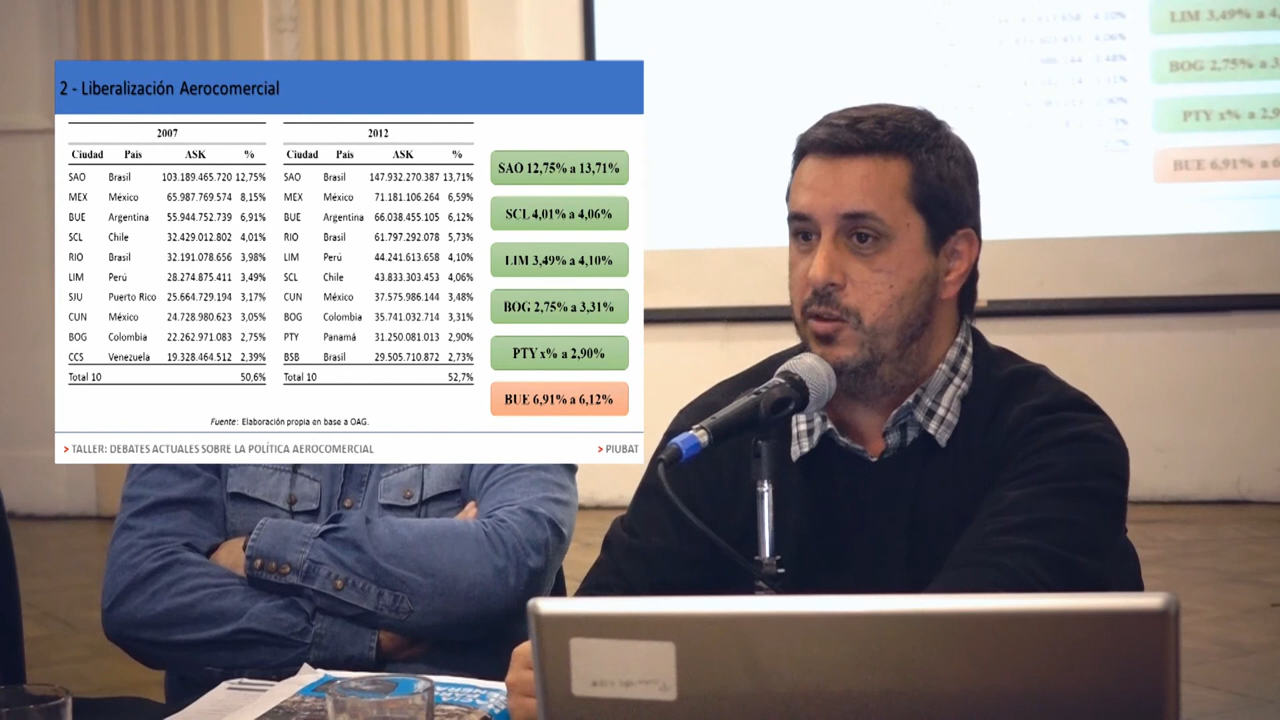 2 - Liberalización Aerocomercial
2007 2012
Ciudad País ASK % Ciudad País ASK %
SAO Brasil 103.189.465.720 12,75% SAO Brasil 147.932.270.387 13,71%
MEX México 65.987.769.574 8,15% MEX México 71.181.106.264 6,59%
BUE Argentina 55.944.752.739 6,91% BUE Argentina 66.038.455.105 6,12%
SCL Chile 32.429.012.802 4,01% RIO Brasil 61.797.292.078 5,73%
RIO Brasil 32.191.078.656 3,98% LIM Perú 44.241.613.658 4,10%
LIM Perú 28.274.875.411 3,49% SCL Chile 43.833.303.453 4,06%
SJU Puerto Rico 25.664.729.194 3,17% CUN México 37.575.986.144 3,48%
CUN México 24.728.980.623 3,05% BOG Colombia 35.741.032.714 3,31%
BOG Colombia 22.262.971.083 2,75% PTY Panamá 31.250.081.013 2,90%
CCS Venezuela 19.328.464.512 2,39% BSB Brasil 29.505.710.872 2,73%
Total 10 50,6% Total 10 52,7%
SAO 12,75% a 13,71%
SCL 4,01% a 4,06%
LIM 3,49% a 4,10%
BOG 2,75% a 3,31%
PTY x% a 2,90%
BUE 6,91% a 6,12%
Fuente: Elaboración propia en base a OAG.
> TALLER: DEBATES ACTUALES SOBRE LA POLÍTICA AEROCOMERCIAL > PIUBAT
4,10%
4,06%
LIM 3,49% a 4,
BOG 2,75% a 3
PTY x% a 2,9
BUE 6,91% a 6